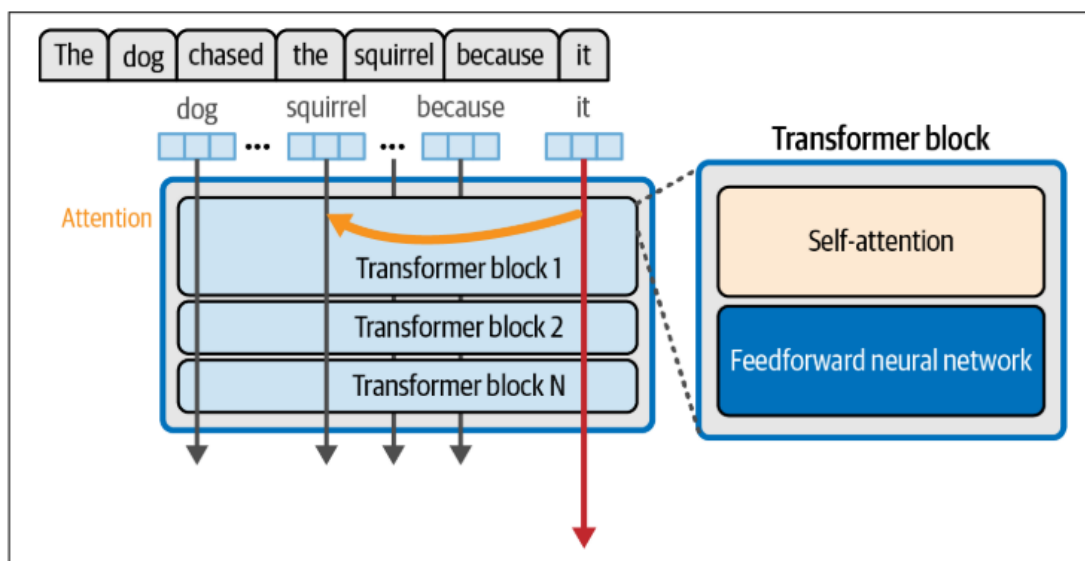 The dog chased the squirrel because it
dog ... squirrel ... because it
Transformer block
Attention
Self-attention
Transformer block 1
Transformer block 2
Feedforward neural network
Transformer block N